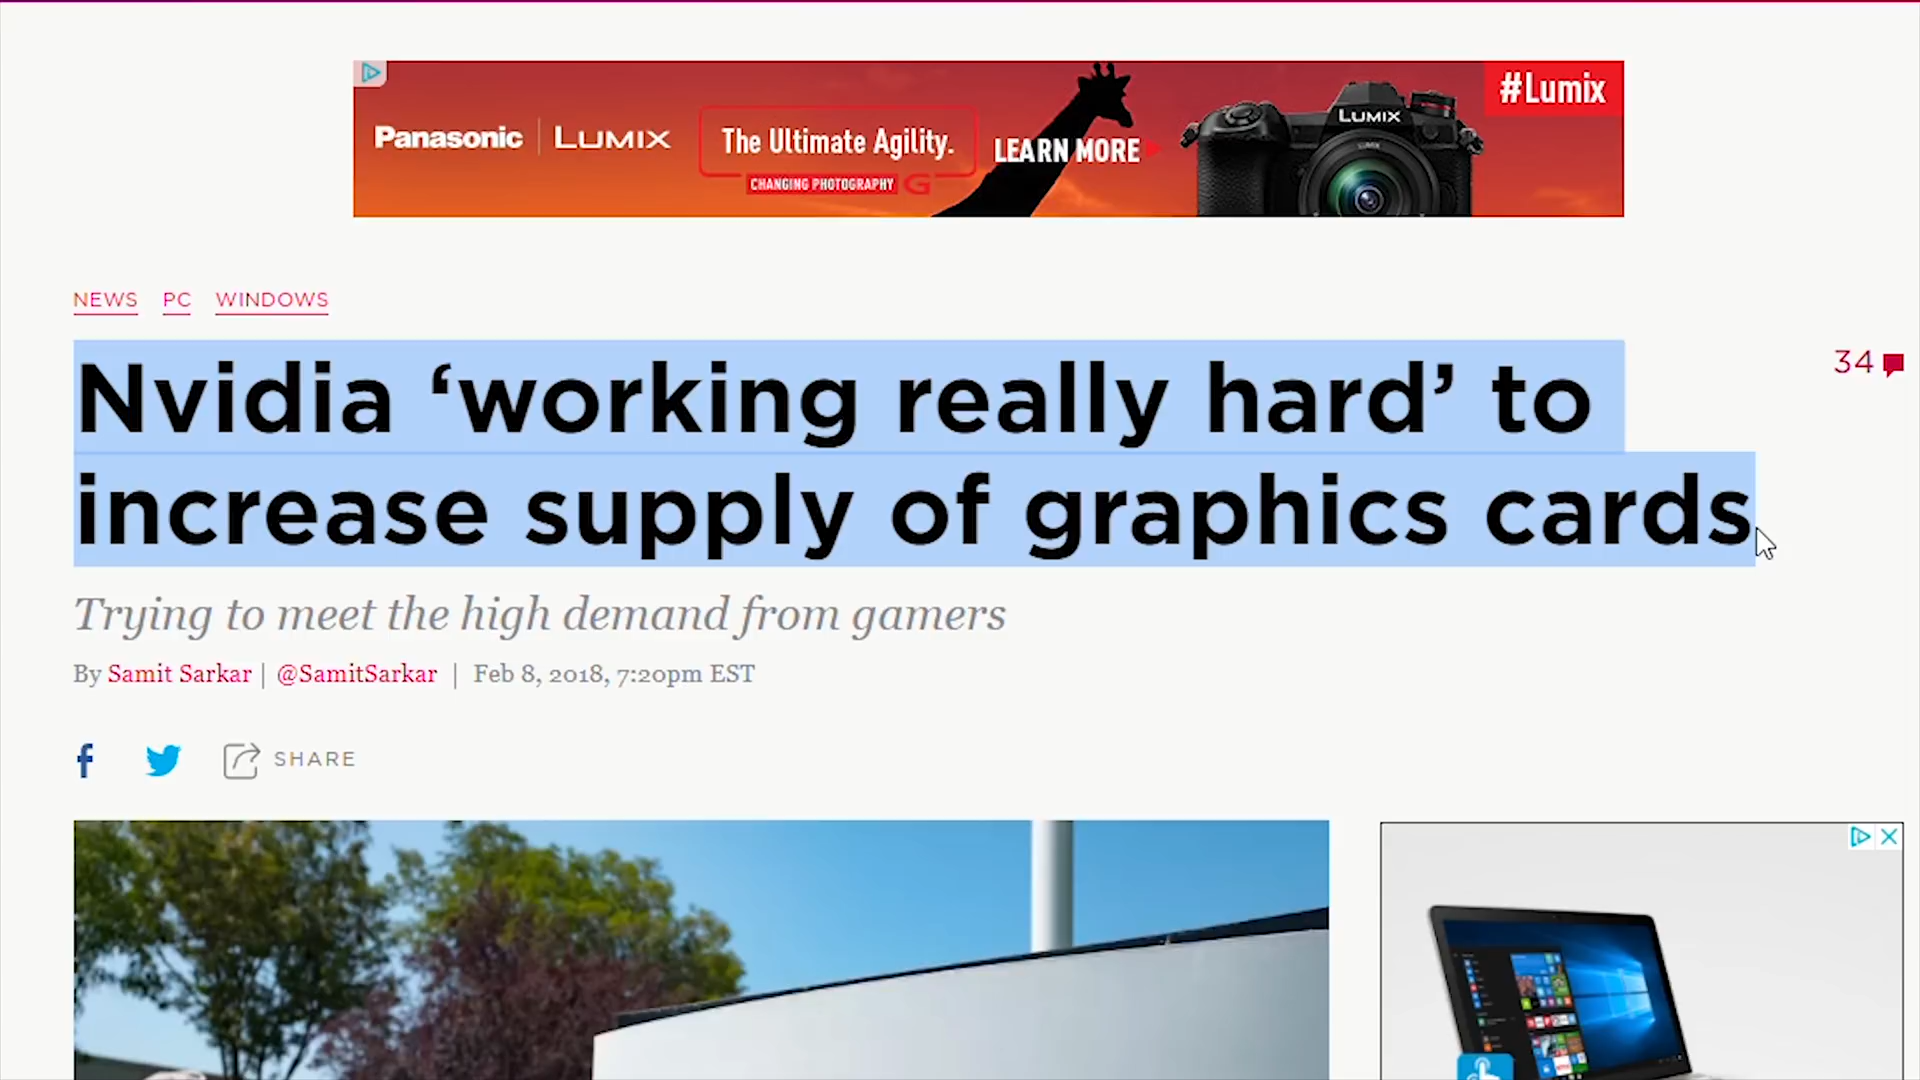 Panasonic LUMIX
The Ultimate Agility.
CHANGING PHOTOGRAPHY G
LEARN MORE
LUMIX
#Lumix
NEWS PC WINDOWS
Nvidia ‘working really hard’ to
increase supply of graphics cards
34
Trying to meet the high demand from gamers
By Samit Sarkar | @SamitSarkar | Feb 8, 2018, 7:20pm EST
SHARE